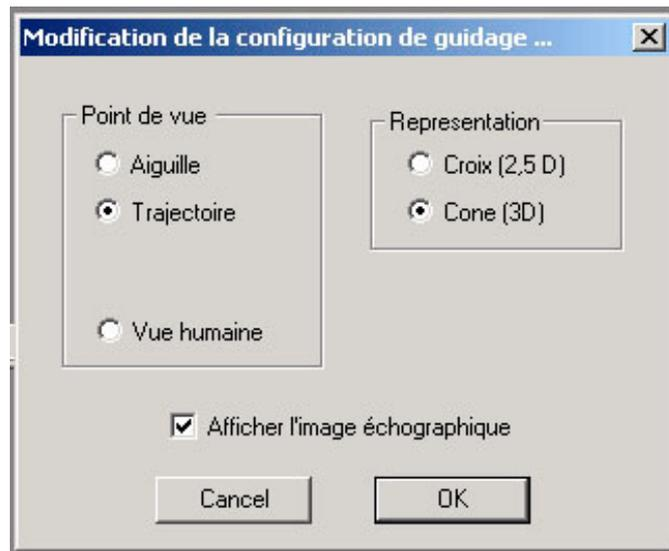 Modification de la configuration de guidage ...
Point de vue
Aiguille
Trajectoire
Vue humaine
Representation
Croix (2,5 D)
Cone (3D)
Afficher l'image échographique
Cancel
OK